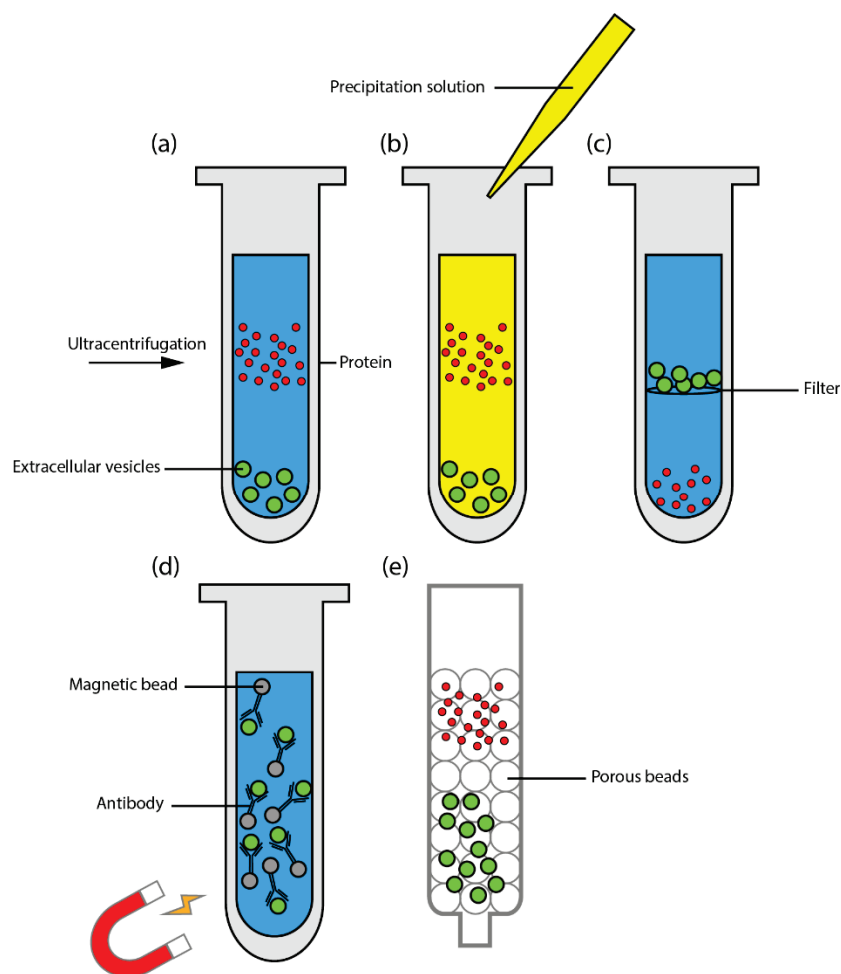 Precipitation solution
(a)
(b)
(c)
Ultracentrifugation
Protein
Filter
Extracellular vesicles
(d)
(e)
Magnetic bead
Porous beads
Antibody